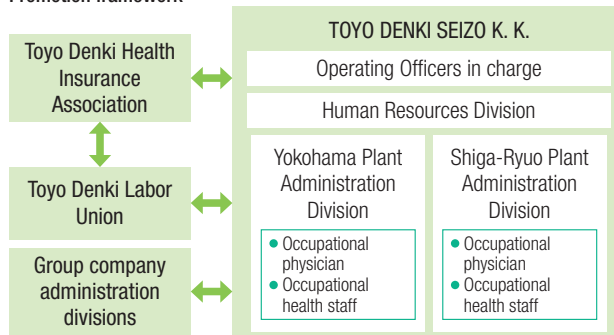 Promotion framework
Toyo Denki Health
Insurance
Association
Toyo Denki Labor
Union
Group company
administration
divisions
TOYO DENKI SEIZO K. K.
Operating Officers in charge
Human Resources Division
Yokohama Plant
Administration
Division
• Occupational
physician
• Occupational
health staff
Shiga-Ryuo Plant
Administration
Division
• Occupational
physician
• Occupational
health staff